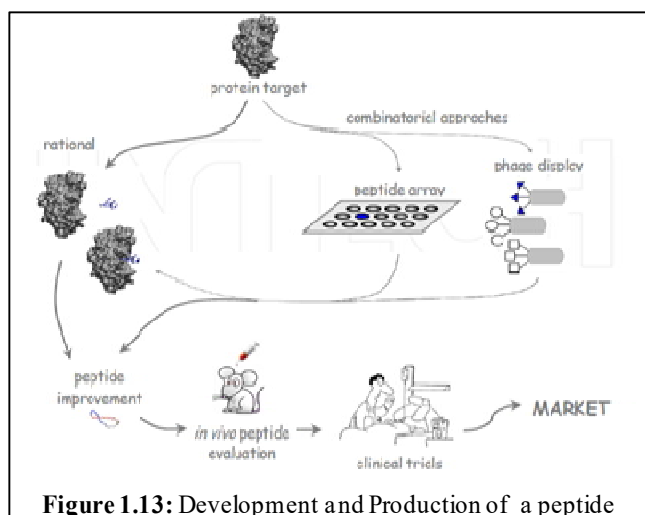 protein target
combinatorial approaches
rational
phage display
peptide array
peptide
improvement
in vivo peptide
evaluation
clinical trials
MARKET
INTECH
Figure 1.13: Development and Production of a peptide